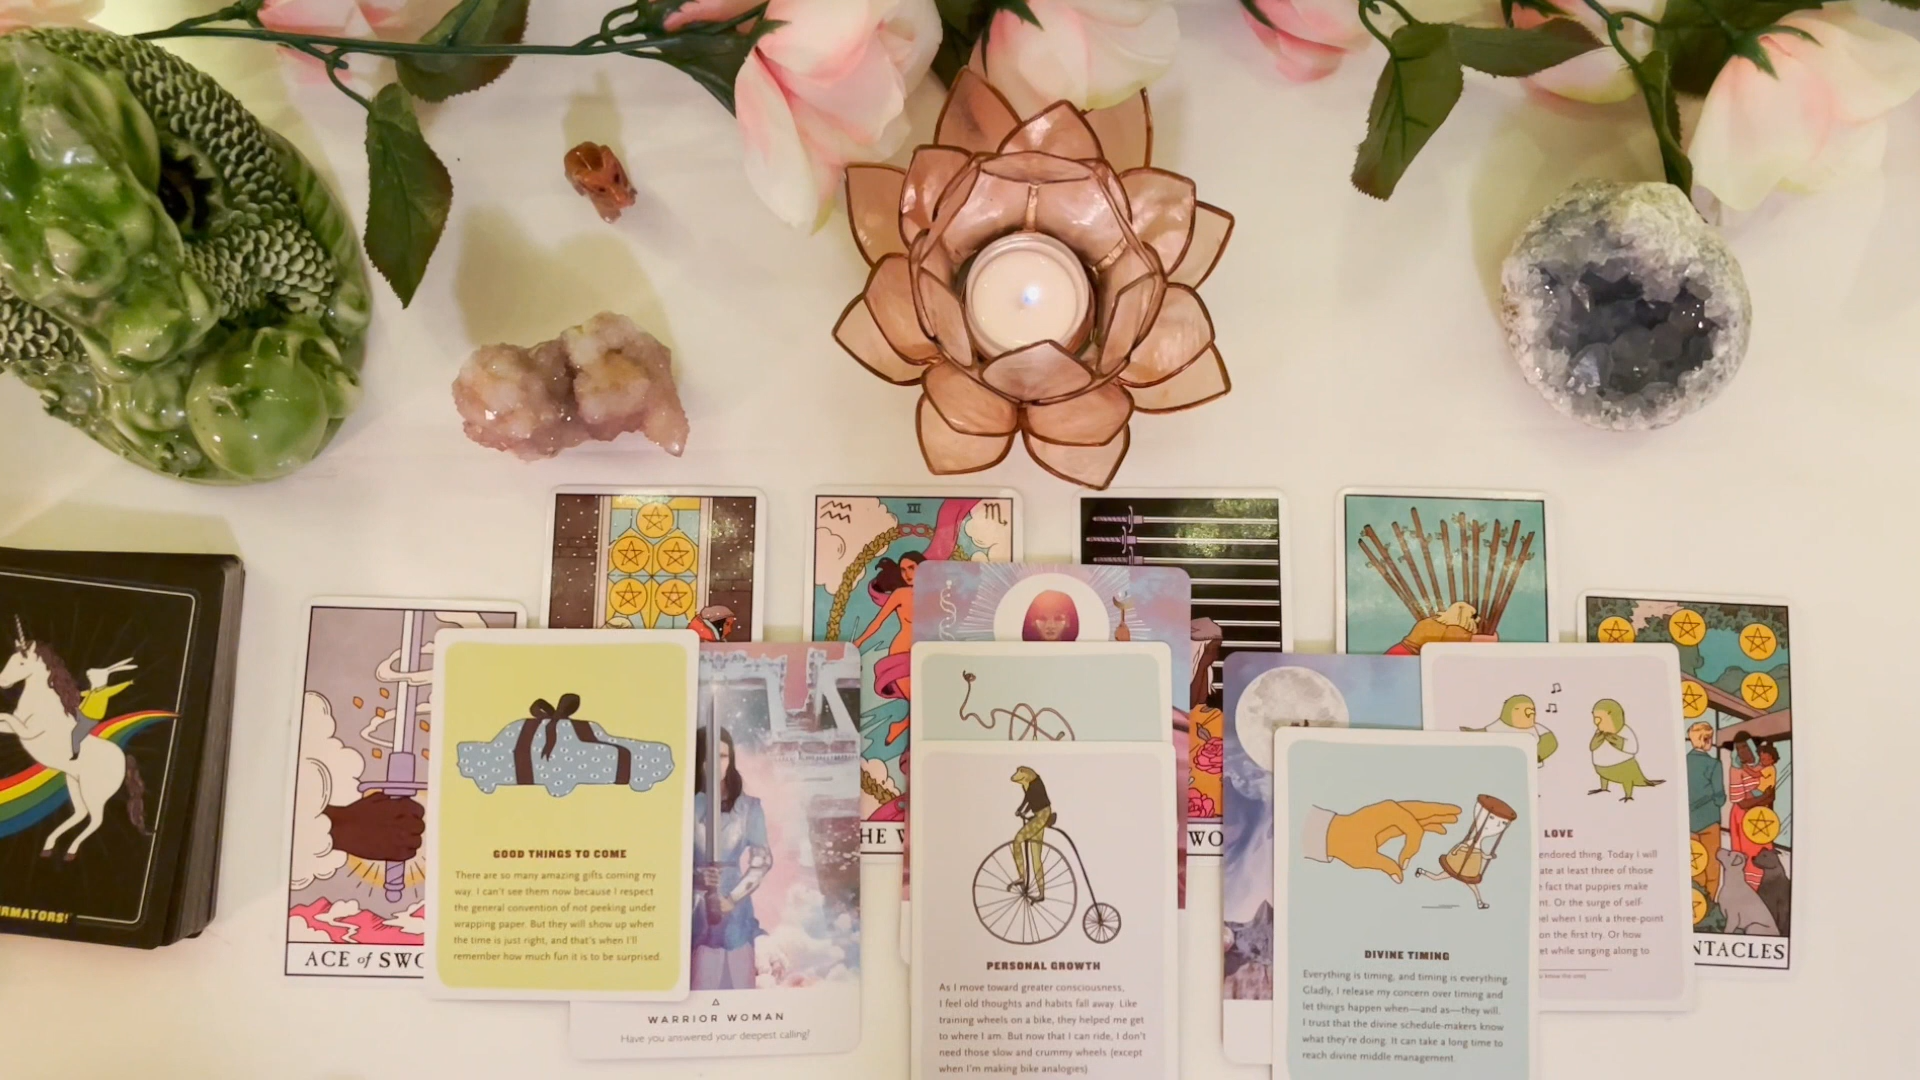 XXI
RMATORS!
ACE of SWO
HE W
WO
NTACLES
GOOD THINGS TO COME
There are so many amazing gifts coming my
way. I can't see them now because I respect
the general convention of not peeking under
wrapping paper. But they will show up when
the time is just right, and that's when I'll
remember how much fun it is to be surprised.
WARRIOR WOMAN
Have you answered your deepest calling?
PERSONAL GROWTH
As I move toward greater consciousness,
I feel old thoughts and habits fall away. Like
training wheels on a bike, they helped me get
to where I am. But now that I can ride, I don't
need those slow and crummy wheels (except
when I'm making bike analogies).
DIVINE TIMING
Everything is timing, and timing is everything.
Gladly, I release my concern over timing and
let things happen when—and as—they will.
I trust that the divine schedule-makers know
what they're doing. It can take a long time to
reach divine middle management.
LOVE
endored thing. Today I will
ate at least three of those
e fact that puppies make
nt. Or the surge of self-
el when I sink a three-point
on the first try. Or how
et while singing along to